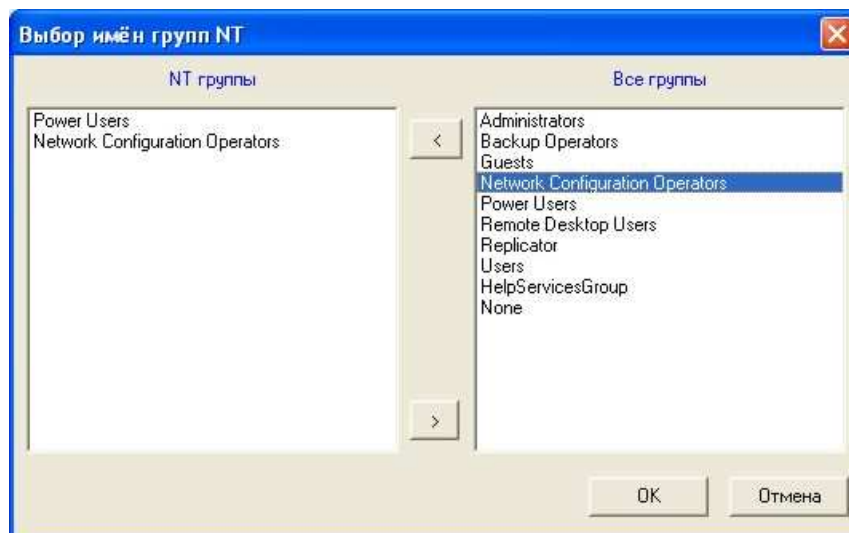 Выбор имён групп NT
NT группы
Все группы
Power Users
Network Configuration Operators
<
>
Administrators
Backup Operators
Guests
Network Configuration Operators
Power Users
Remote Desktop Users
Replicator
Users
HelpServicesGroup
None
OK
Отмена